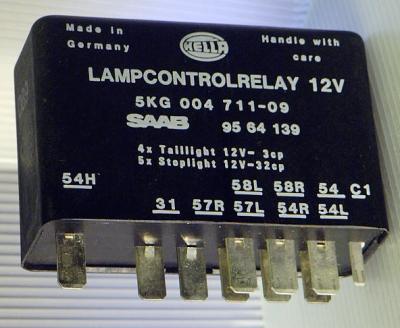 Made in
Germany
HELLA
Handle with
care
LAMPCONTROLRELAY 12V
5KG 004 711-09
SAAB 95 64 139
4x Taillight 12V- 3cp
5x Stoplight 12V-32cp
54H 58L 58R 54 C1
31 57R 57L 54R 54L